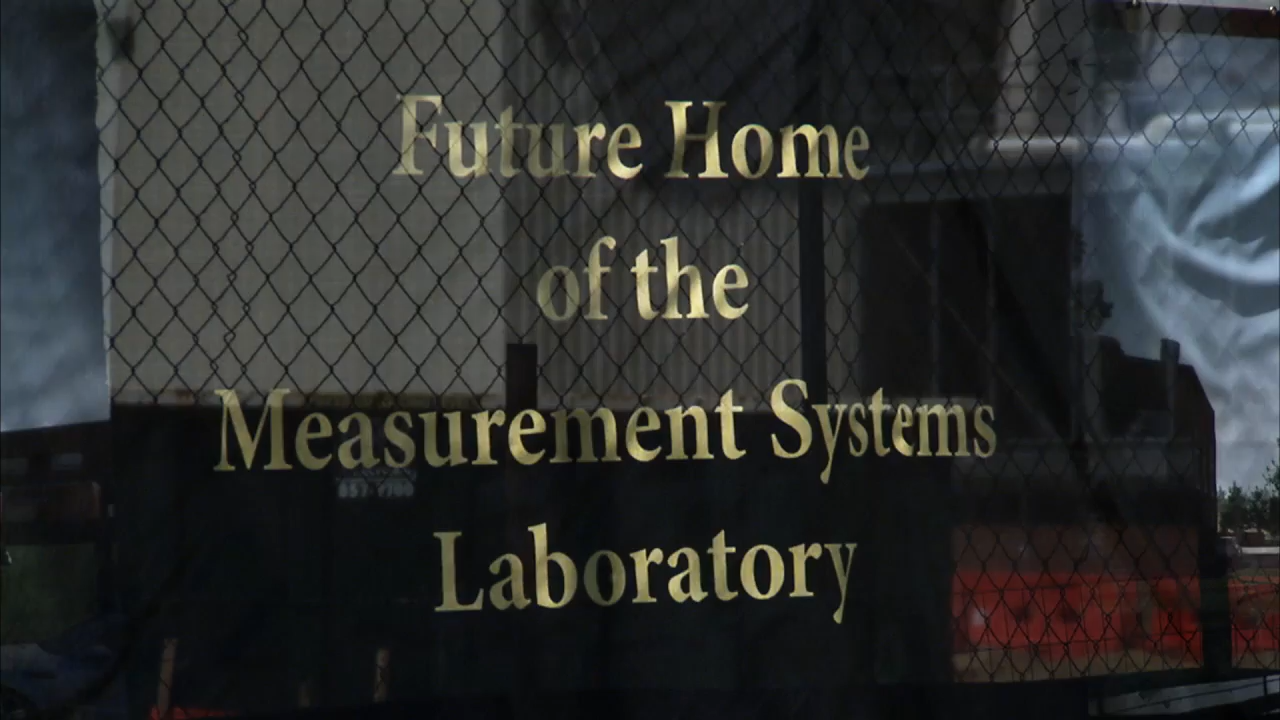 Future Home
of the
Measurement Systems
Laboratory